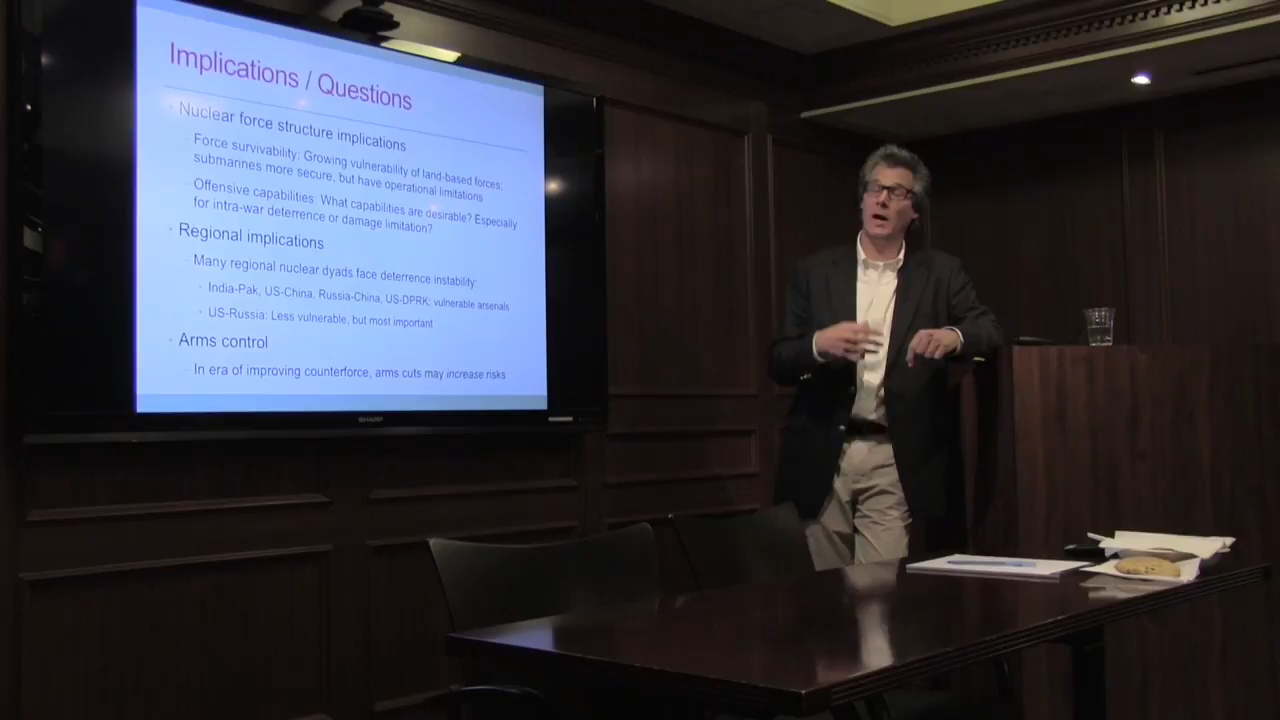 Implications / Questions
Nuclear force structure implications
Force survivability: Growing vulnerability of land-based forces;
submarines more secure, but have operational limitations
Offensive capabilities: What capabilities are desirable? Especially
for intra-war deterrence or damage limitation?
Regional implications
Many regional nuclear dyads face deterrence instability:
India-Pak, US-China, Russia-China, US-DPRK: vulnerable arsenals
US-Russia: Less vulnerable, but most important
Arms control
In era of improving counterforce, arms cuts may increase risks
SHARP